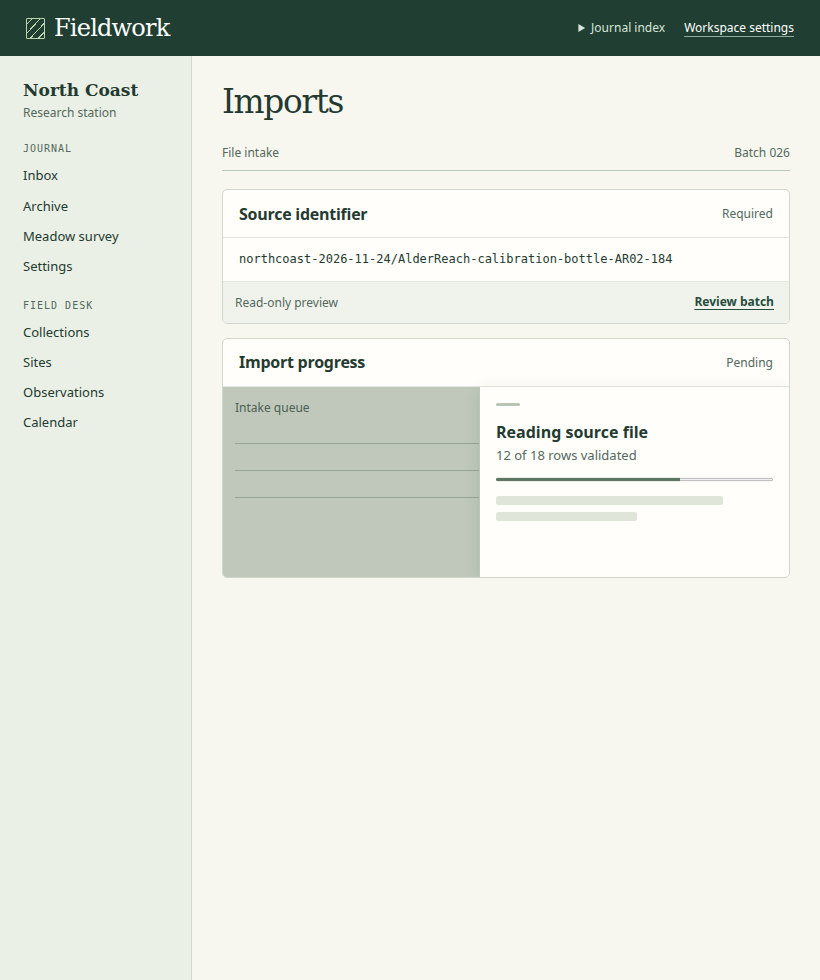 Fieldwork
Journal index
Workspace settings
North Coast
Research station
JOURNAL
Inbox
Archive
Meadow survey
Settings
FIELD DESK
Collections
Sites
Observations
Calendar
Imports
File intake
Batch 026
Source identifier
Required
northcoast-2026-11-24/AlderReach-calibration-bottle-AR02-184
Read-only preview
Review batch
Import progress
Pending
Intake queue
Reading source file
12 of 18 rows validated